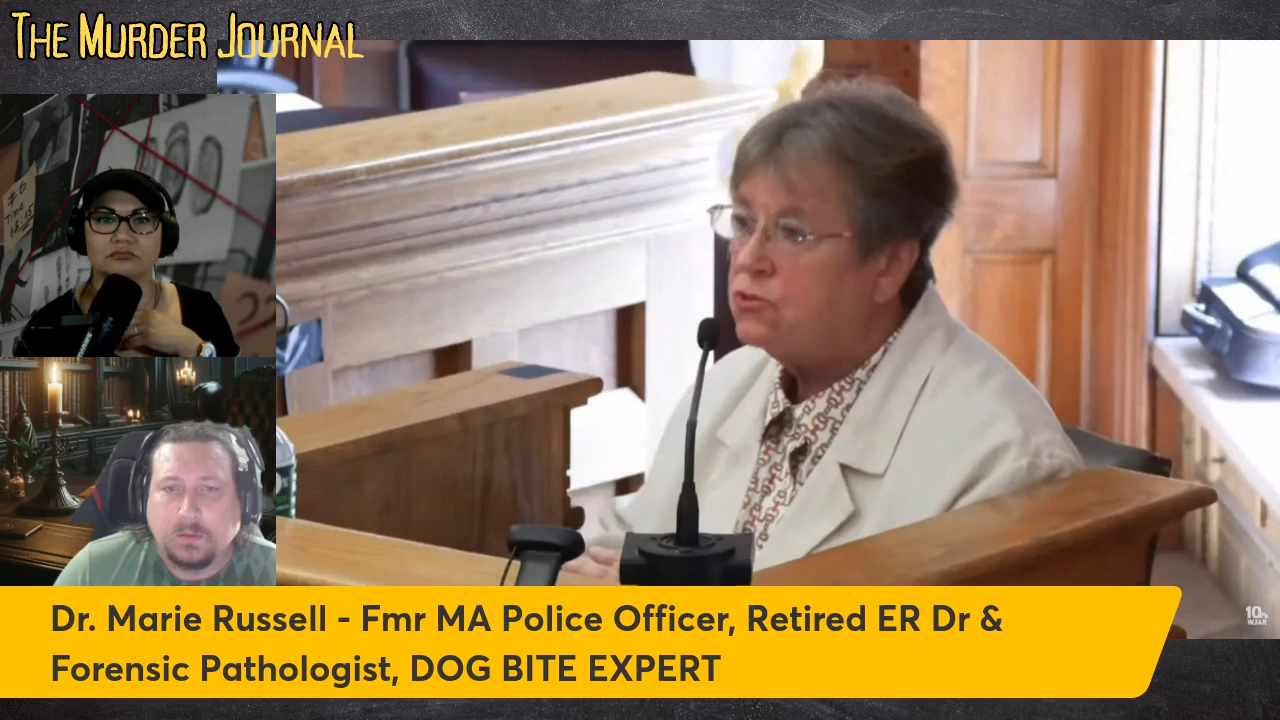 THE MURDER JOURNAL
10
WJAR
Dr. Marie Russell - Fmr MA Police Officer, Retired ER Dr &
Forensic Pathologist, DOG BITE EXPERT